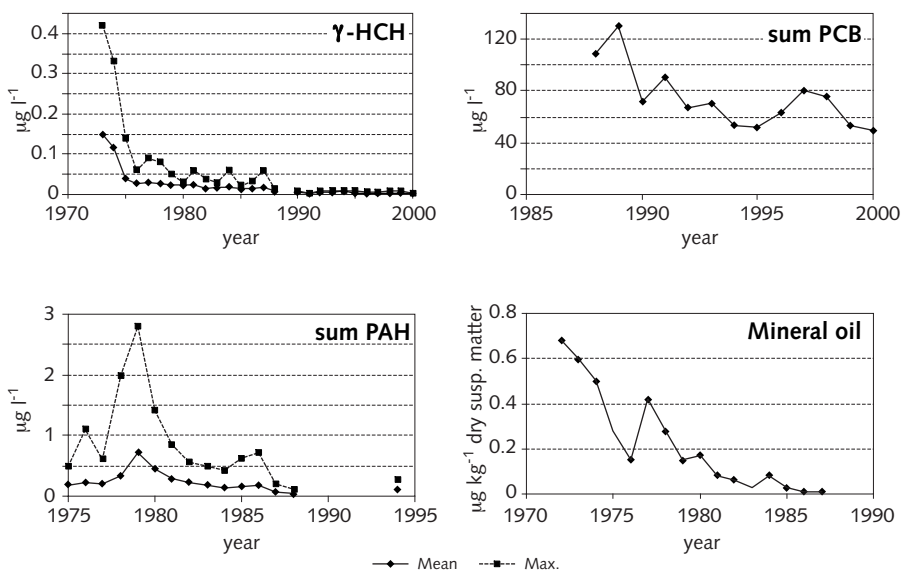 γ-HCH
0.4
0.3
0.2
0.1
0
µg l-1
1970 1980 1990 2000
year
sum PCB
120
80
40
0
µg l-1
1985 1990 1995 2000
year
sum PAH
3
2
1
0
µg l-1
1975 1980 1985 1990 1995
year
Mineral oil
0.8
0.6
0.4
0.2
0
µg kg-1 dry susp. matter
1970 1975 1980 1985 1990
year
Mean Max.